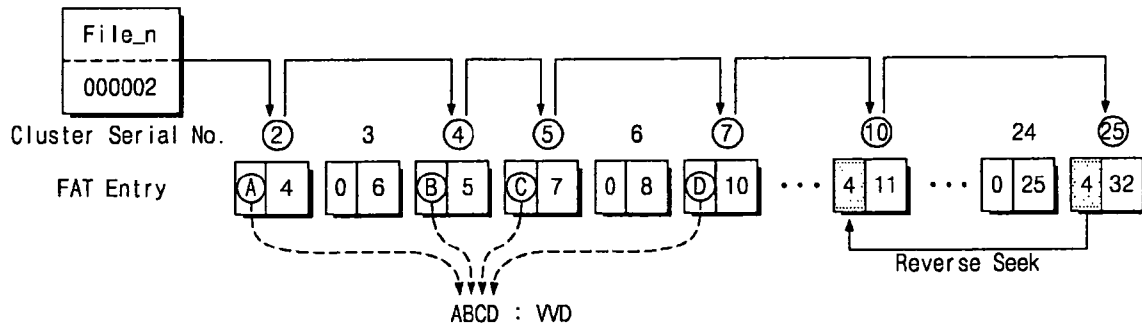 File_n
000002
Cluster Serial No. 2 3 4 5 6 7 10 24 25
FAT Entry A 4 0 6 B 5 C 7 0 8 D 10 ••• 4 11 ••• 0 25 4 32
Reverse Seek
ABCD : VVD